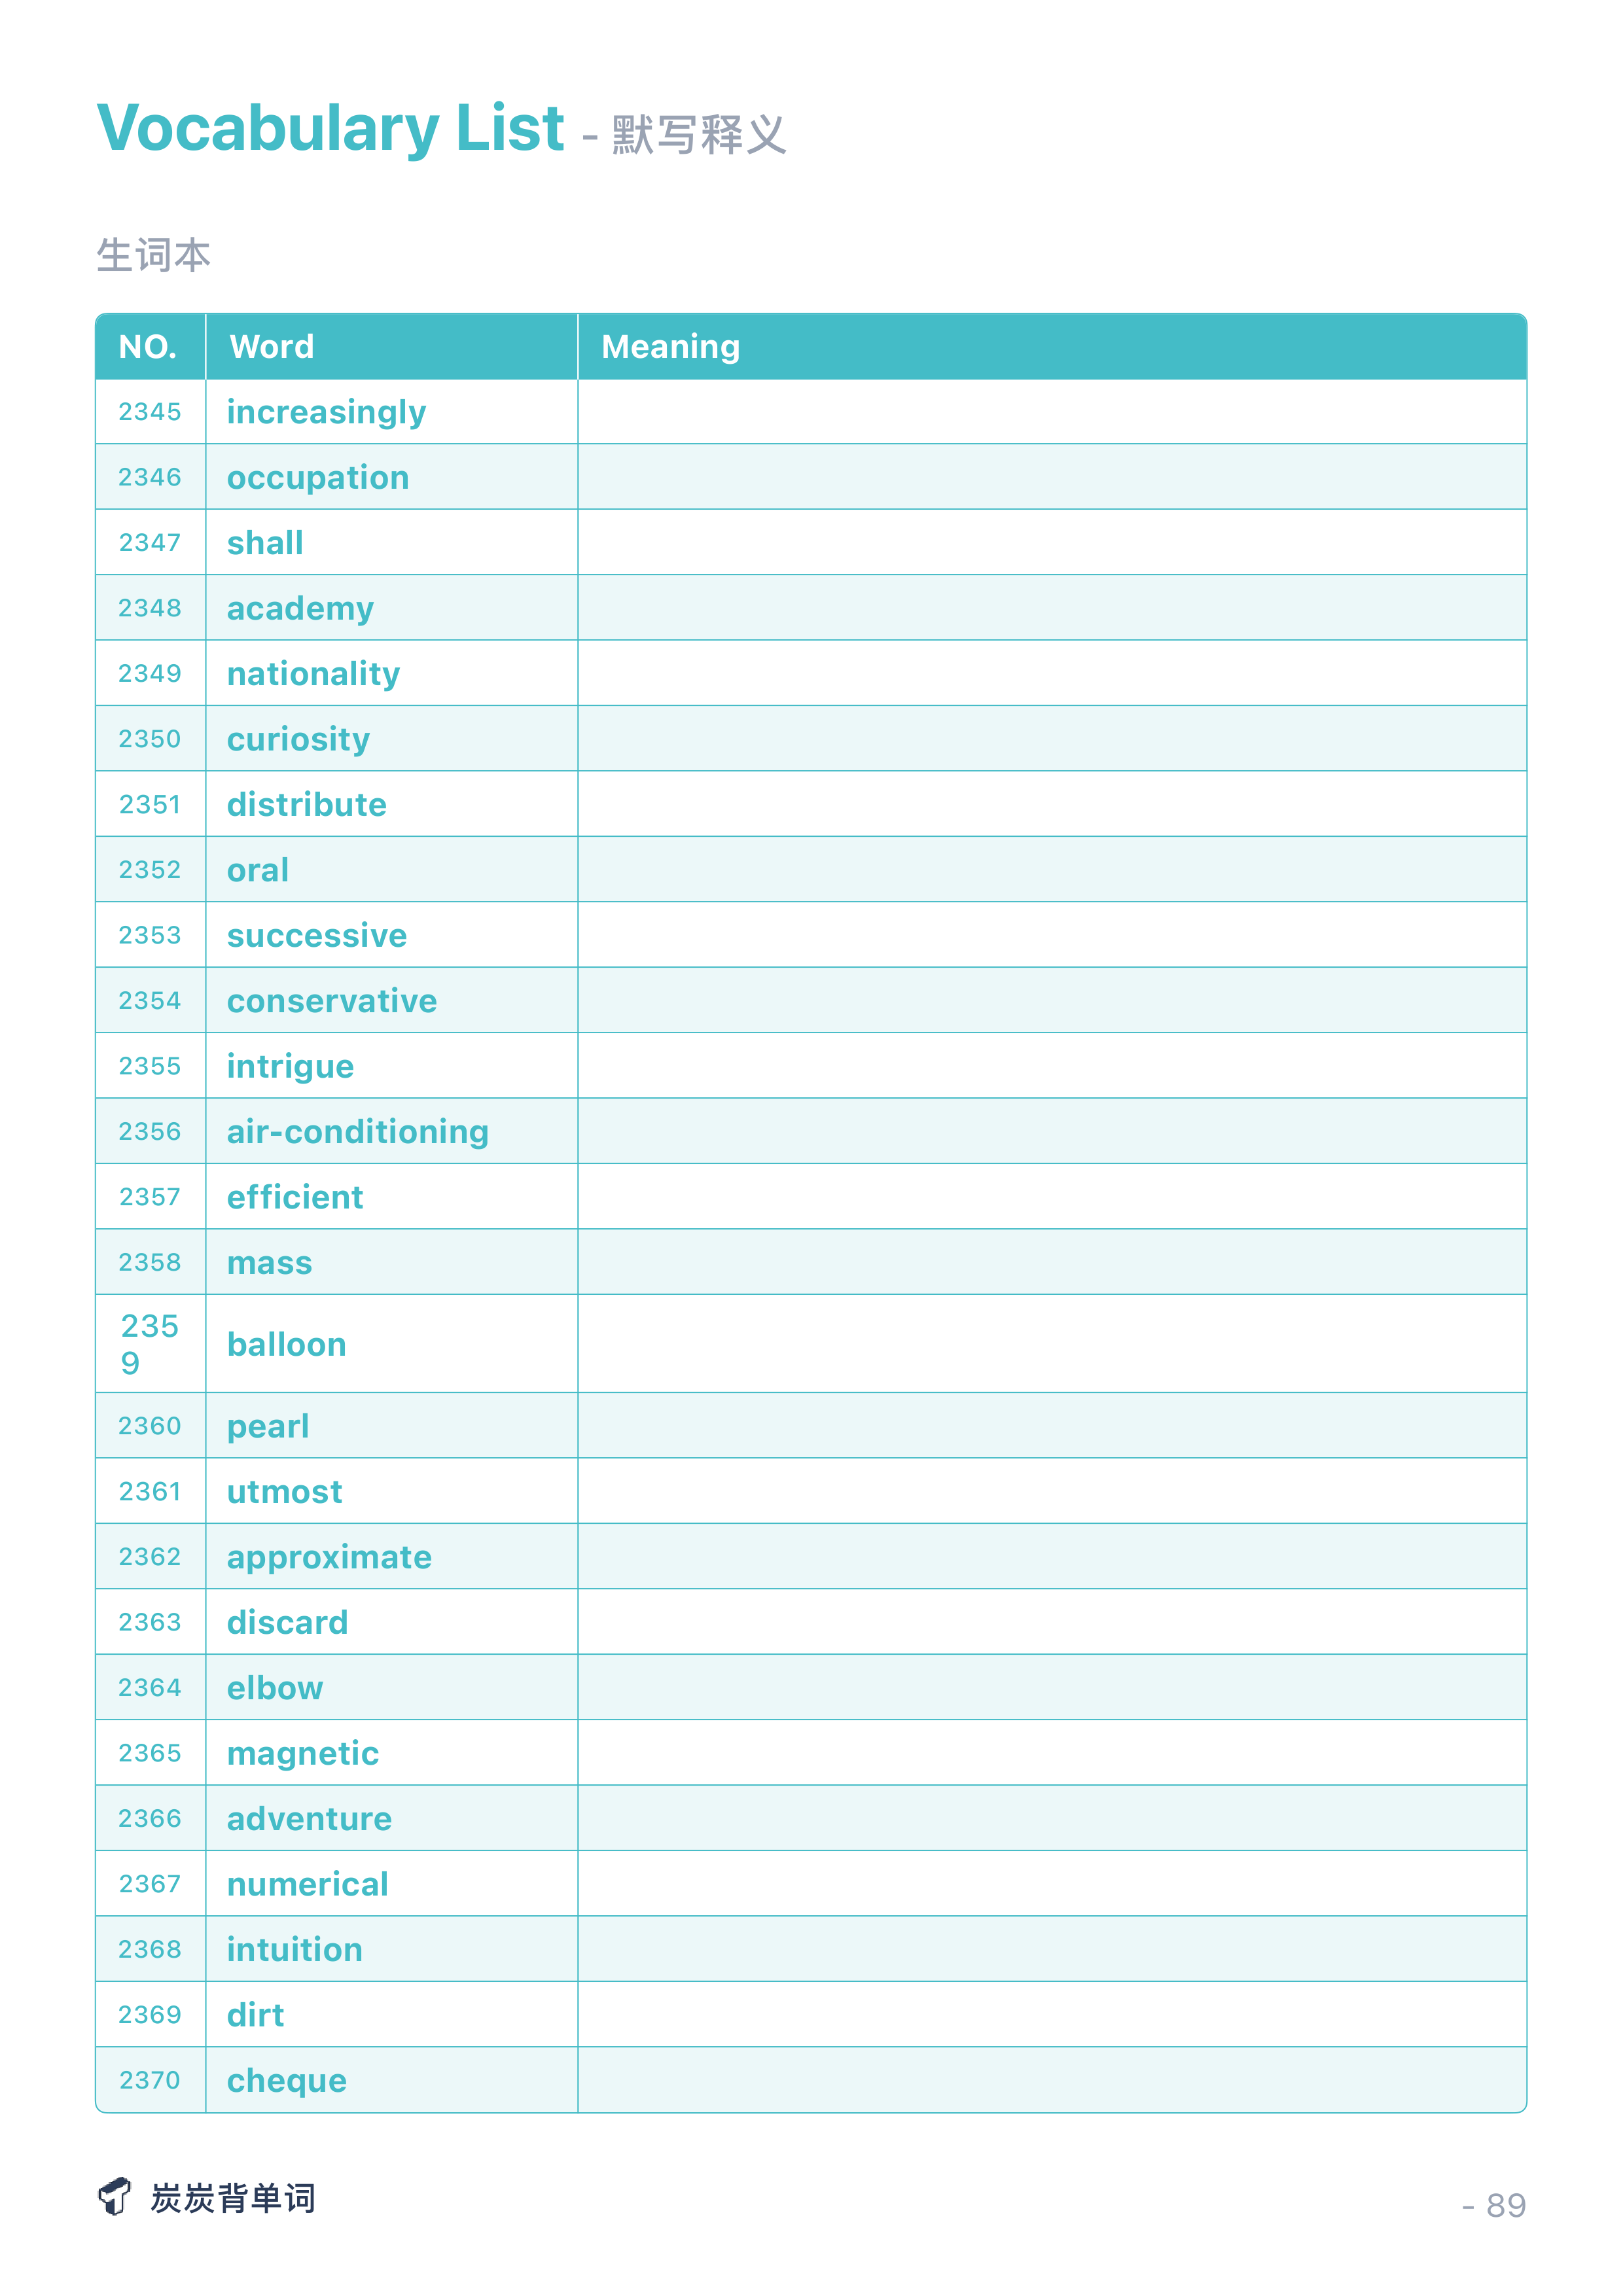 Vocabulary List - 默写释义
生词本
NO. Word Meaning
2345 increasingly
2346 occupation
2347 shall
2348 academy
2349 nationality
2350 curiosity
2351 distribute
2352 oral
2353 successive
2354 conservative
2355 intrigue
2356 air-conditioning
2357 efficient
2358 mass
235
9 balloon
2360 pearl
2361 utmost
2362 approximate
2363 discard
2364 elbow
2365 magnetic
2366 adventure
2367 numerical
2368 intuition
2369 dirt
2370 cheque
炭炭背单词 - 89